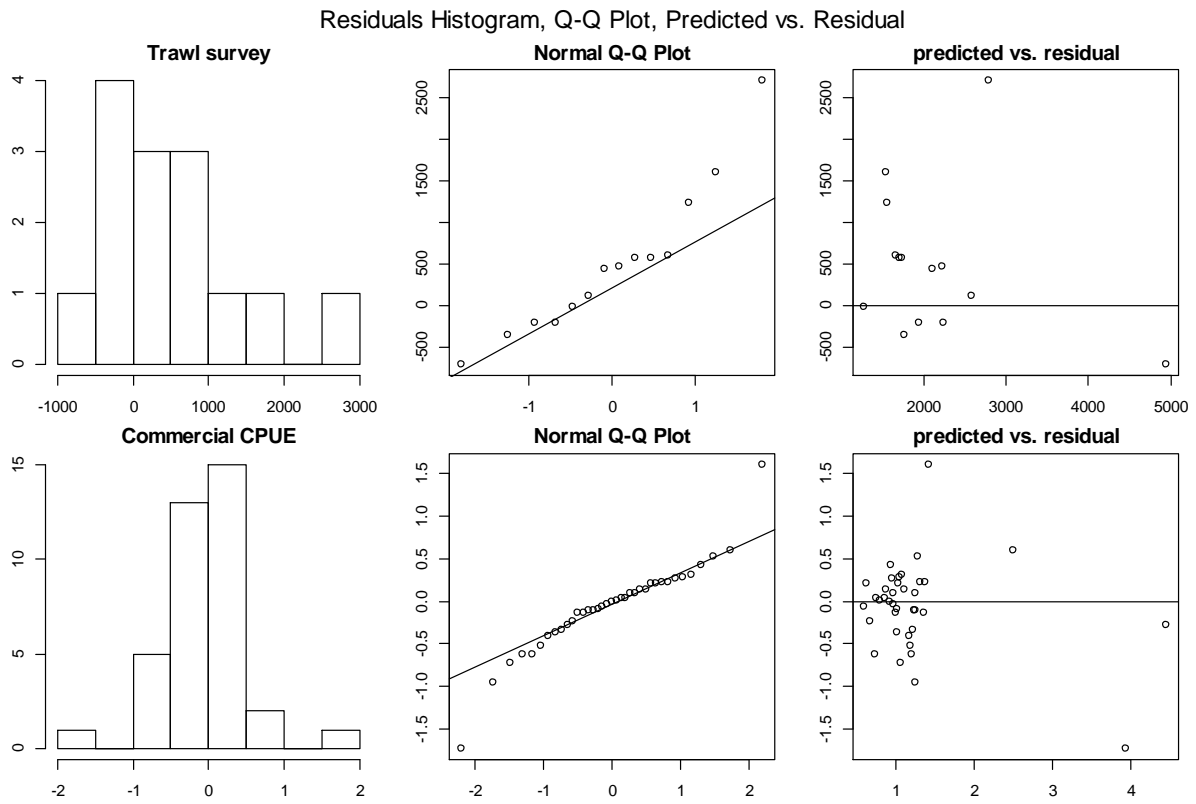 Residuals Histogram, Q-Q Plot, Predicted vs. Residual
Trawl survey
Normal Q-Q Plot
predicted vs. residual
4
3
2
1
0
-1000 0 1000 2000 3000
2500
1500
500
0
-500
-1 0 1
2500
1500
500
0
-500
2000 3000 4000 5000
Commercial CPUE
Normal Q-Q Plot
predicted vs. residual
15
10
5
0
-2 -1 0 1 2
1.5
1.0
0.5
0.0
-0.5
-1.0
-1.5
-2 -1 0 1 2
1.5
1.0
0.5
0.0
-0.5
-1.0
-1.5
1 2 3 4